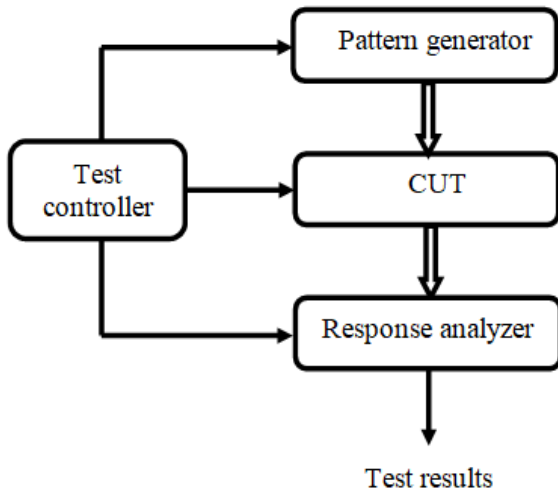 Pattern generator
Test
controller
CUT
Response analyzer
Test results